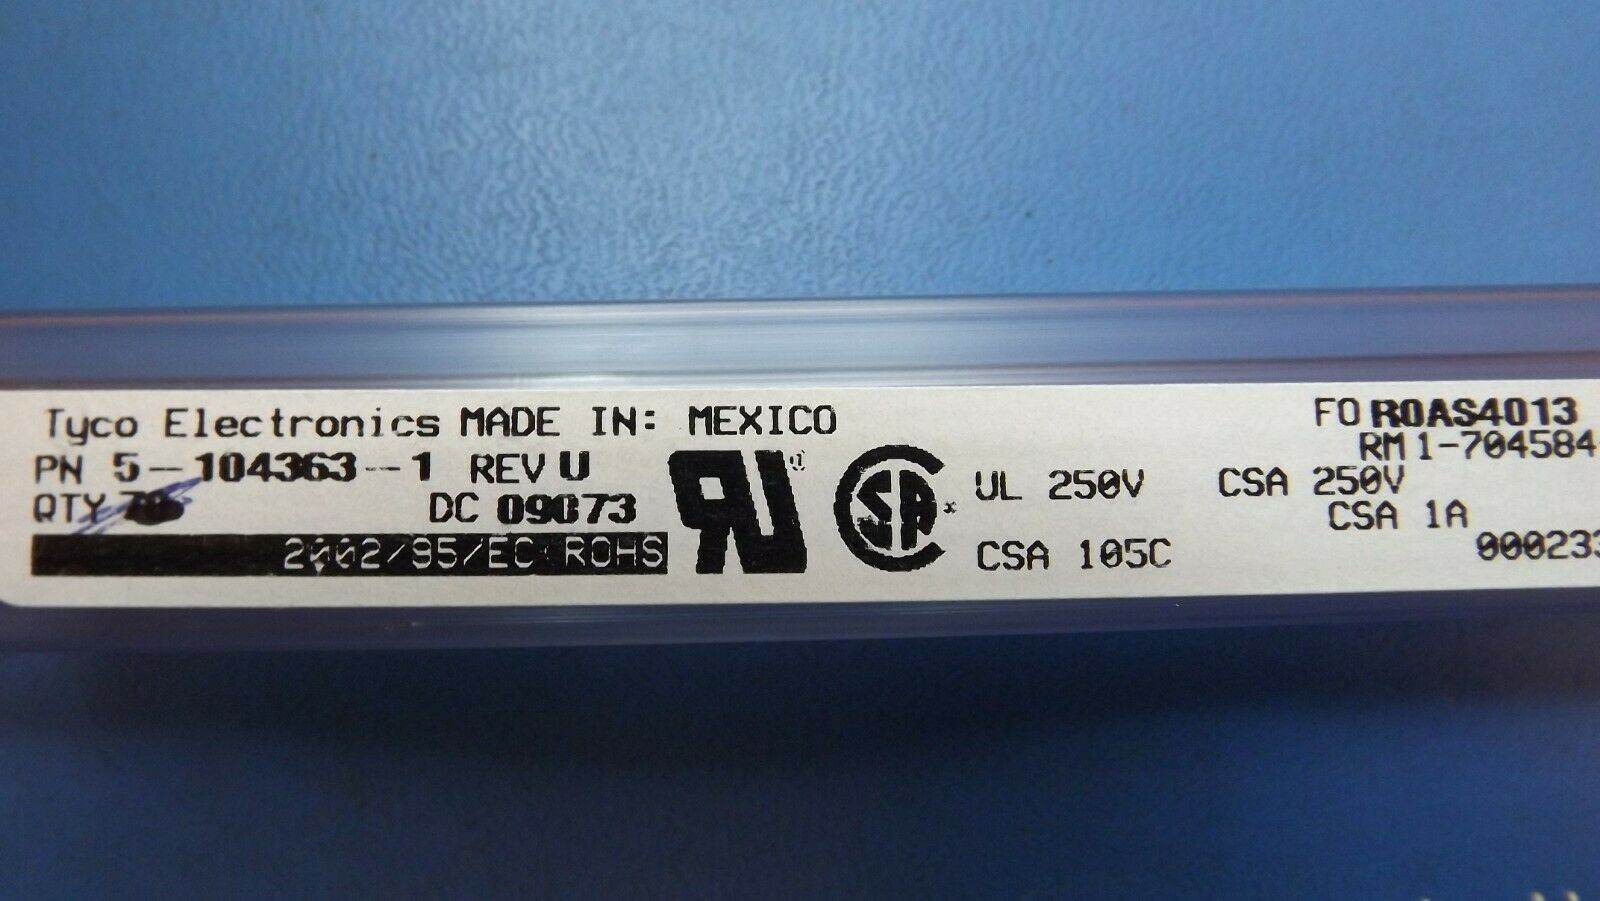 Tyco Electronics MADE IN: MEXICO
PN 5-104363-1 REV U
QTY
DC 09073
2002/95/EC ROHS
UL 250V
CSA 105C
CSA 250V
CSA 1A
FO R0AS4013
RM 1-704584-
000233